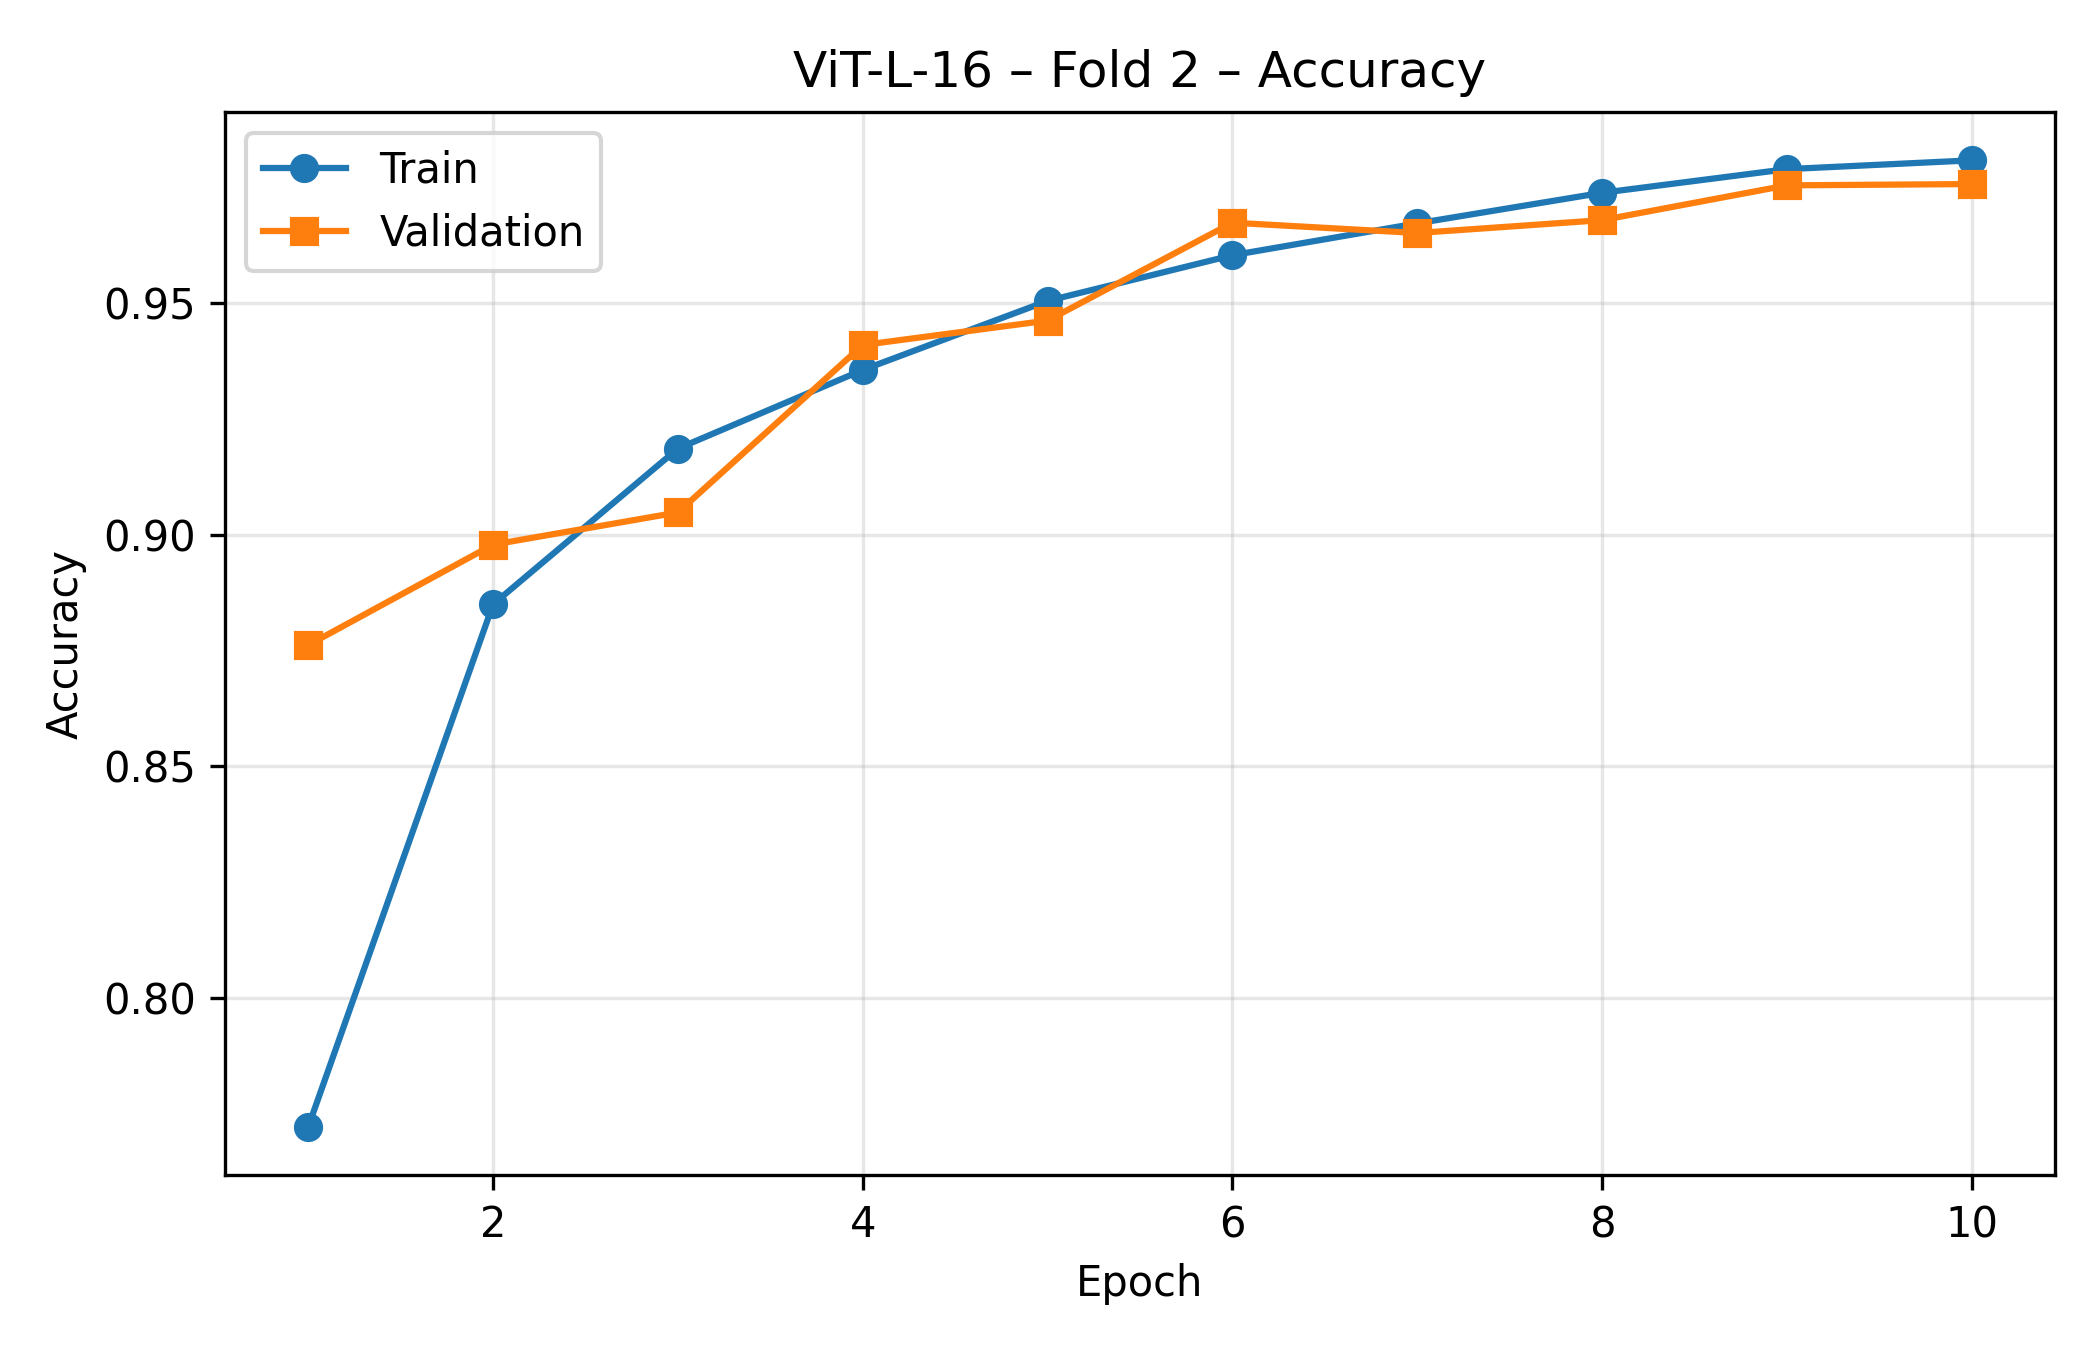 ViT-L-16 – Fold 2 – Accuracy
Train
Validation
0.95
0.90
0.85
0.80
Accuracy
2 4 6 8 10
Epoch